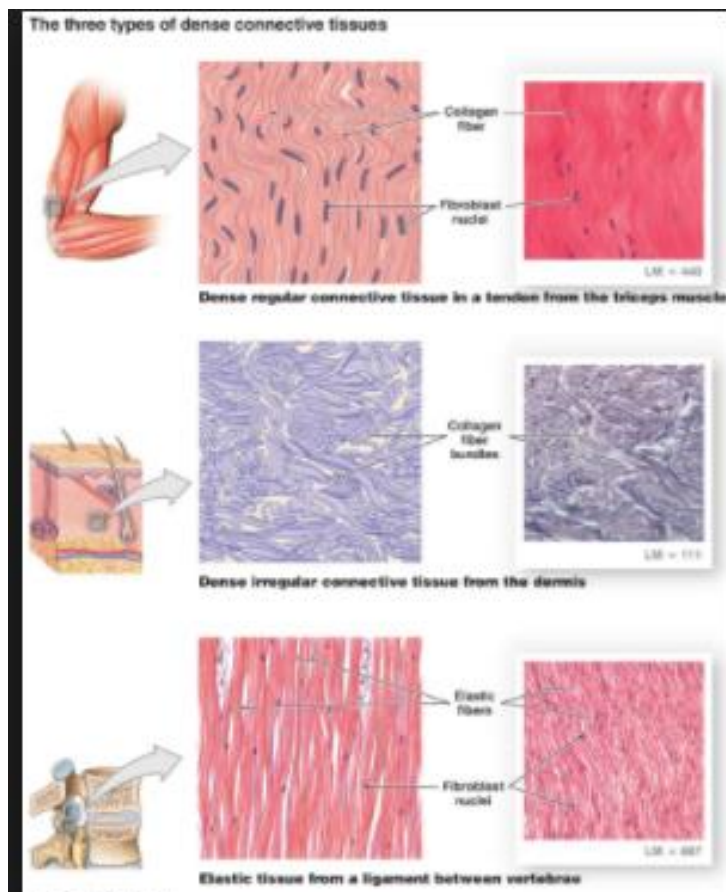 The three types of dense connective tissues
Collagen
fiber
Fibroblast
nuclei
Dense regular connective tissue in a tendon from the triceps muscle
Collagen
fiber
bundles
LM × 111
Dense irregular connective tissue from the dermis
Elastic
fibers
Fibroblast
nuclei
Elastic tissue from a ligament between vertebrae